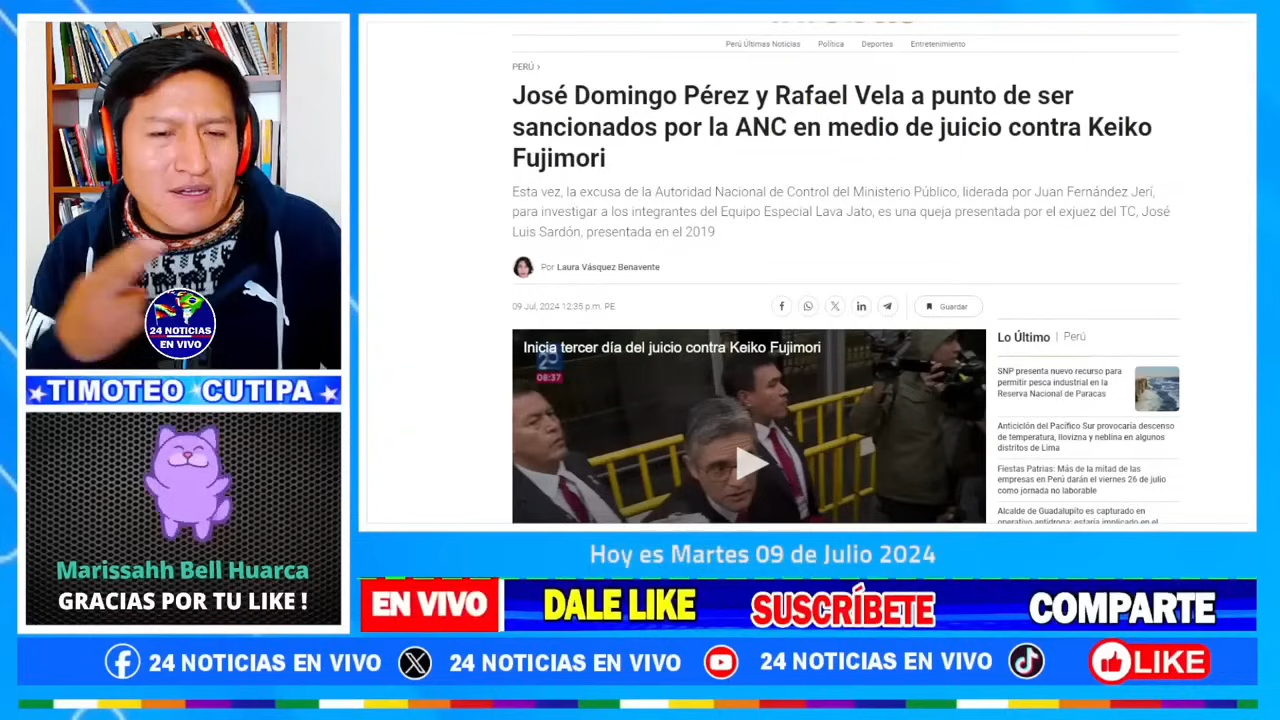 24 NOTICIAS
EN VIVO
TIMOTEO CUTIPA
Marissahh Bell Huarca
GRACIAS POR TU LIKE !
Perú Últimas Noticias Política Deportes Entretenimiento
PERÚ ›
José Domingo Pérez y Rafael Vela a punto de ser
sancionados por la ANC en medio de juicio contra Keiko
Fujimori
Esta vez, la excusa de la Autoridad Nacional de Control del Ministerio Público, liderada por Juan Fernández Jerí,
para investigar a los integrantes del Equipo Especial Lava Jato, es una queja presentada por el exjuez del TC, José
Luis Sardón, presentada en el 2019
Por Laura Vásquez Benavente
09 Jul, 2024 12:35 p.m. PE
Guardar
Inicia tercer día del juicio contra Keiko Fujimori
08:37
Lo Último | Perú
SNP presenta nuevo recurso para
permitir pesca industrial en la
Reserva Nacional de Paracas
Anticiclón del Pacífico Sur provocaría descenso
de temperatura, llovizna y neblina en algunos
distritos de Lima
Fiestas Patrias: Más de la mitad de las
empresas en Perú darán el viernes 26 de julio
como jornada no laborable
Alcalde de Guadalupito es capturado en
operativo antidroga: estaría implicado en el
Hoy es Martes 09 de Julio 2024
EN VIVO DALE LIKE SUSCRÍBETE COMPARTE
24 NOTICIAS EN VIVO 24 NOTICIAS EN VIVO 24 NOTICIAS EN VIVO LIKE